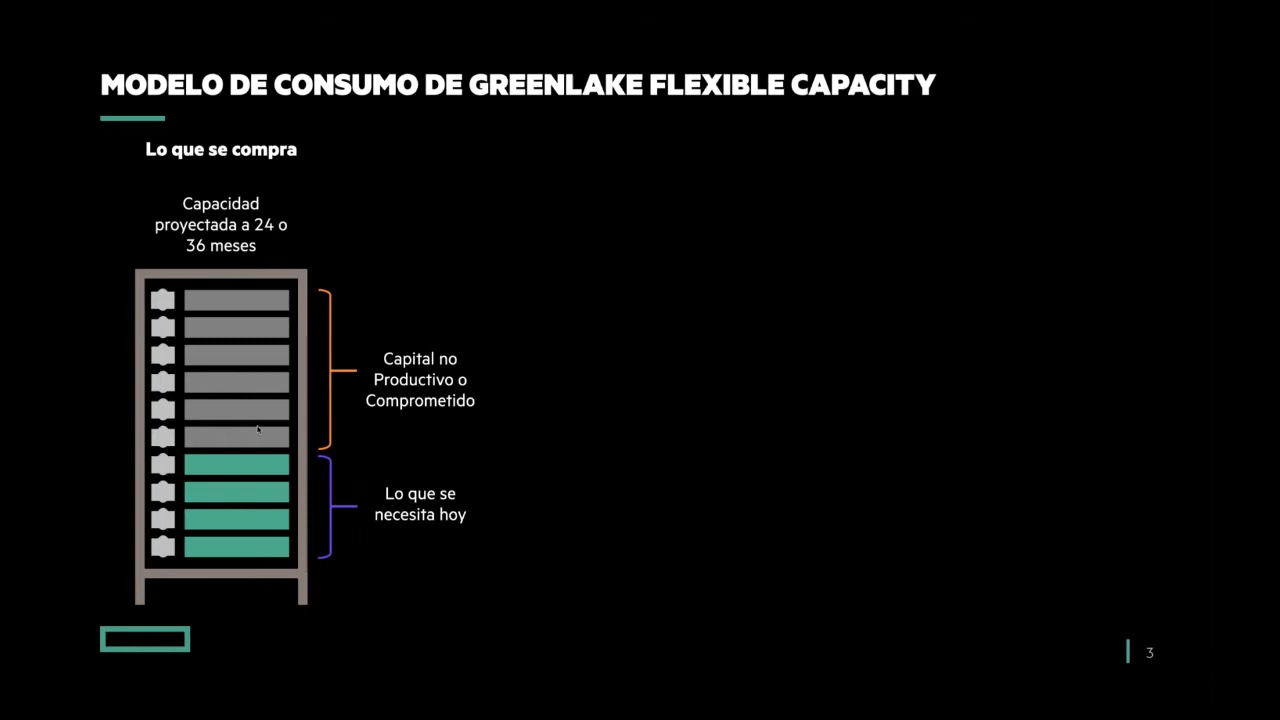 MODELO DE CONSUMO DE GREENLAKE FLEXIBLE CAPACITY
Lo que se compra
Capacidad
proyectada a 24 o
36 meses
Capital no
Productivo o
Comprometido
Lo que se
necesita hoy
3